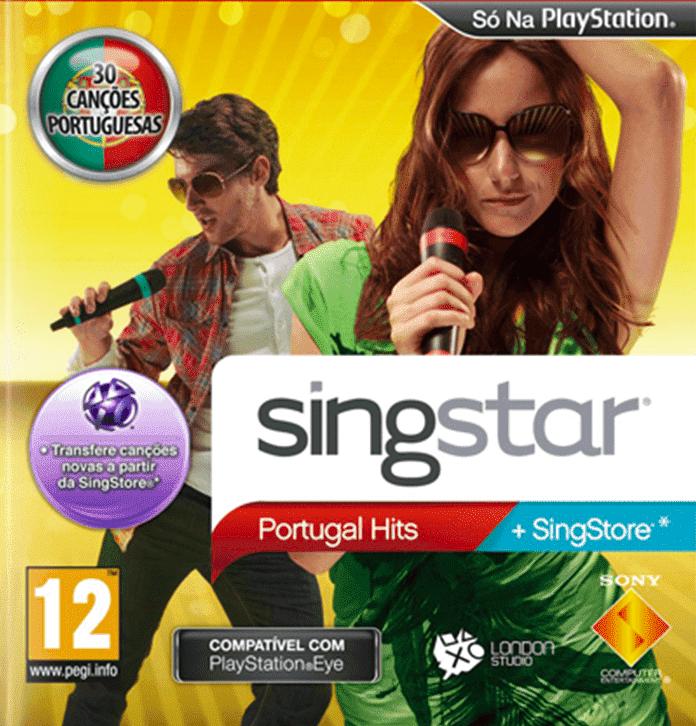 Só Na PlayStation®
30
CANÇÕES
PORTUGUESAS
• Transfere canções
novas a partir
da SingStore®*
singstar®
Portugal Hits
+ SingStore™*
12™
www.pegi.info
COMPATÍVEL COM
PlayStation®Eye
LONDON
STUDIO
SONY
COMPUTER
ENTERTAINMENT®